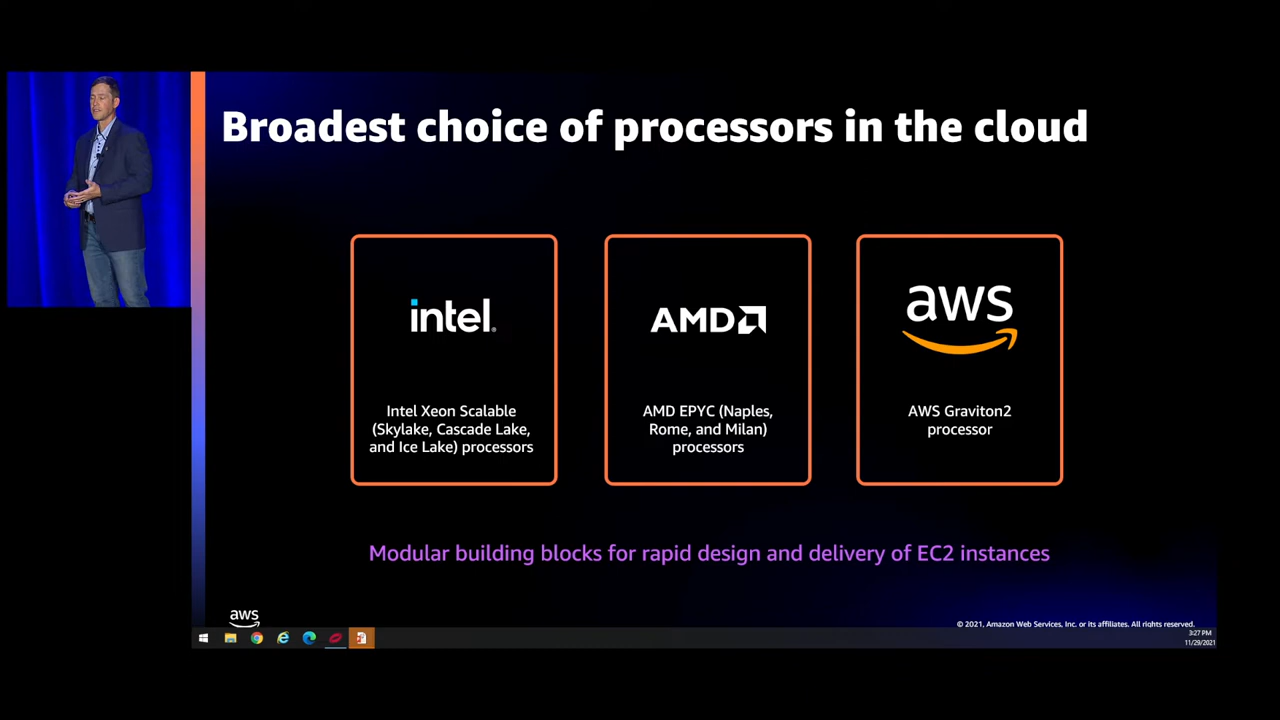 Broadest choice of processors in the cloud
intel.
Intel Xeon Scalable
(Skylake, Cascade Lake,
and Ice Lake) processors
AMD
AMD EPYC (Naples,
Rome, and Milan)
processors
aws
AWS Graviton2
processor
Modular building blocks for rapid design and delivery of EC2 instances
aws
© 2021, Amazon Web Services, Inc. or its affiliates. All rights reserved.
3:27 PM
11/29/2021